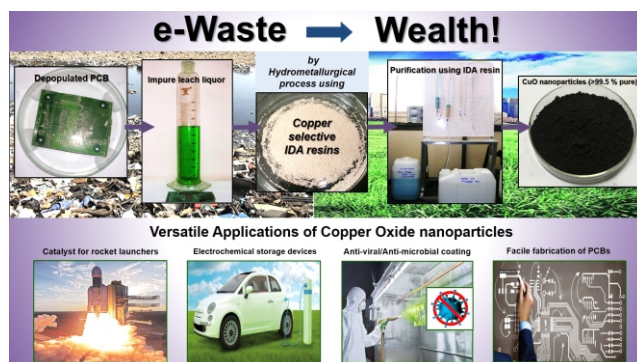 e-Waste → Wealth!
Depopulated PCB
Impure leach liquor
by
Hydrometallurgical
process using
Copper
selective
IDA resins
Purification using IDA resin
CuO nanoparticles (>99.5 % pure)
Versatile Applications of Copper Oxide nanoparticles
Catalyst for rocket launchers
Electrochemical storage devices
Anti-viral/Anti-microbial coating
Facile fabrication of PCBs